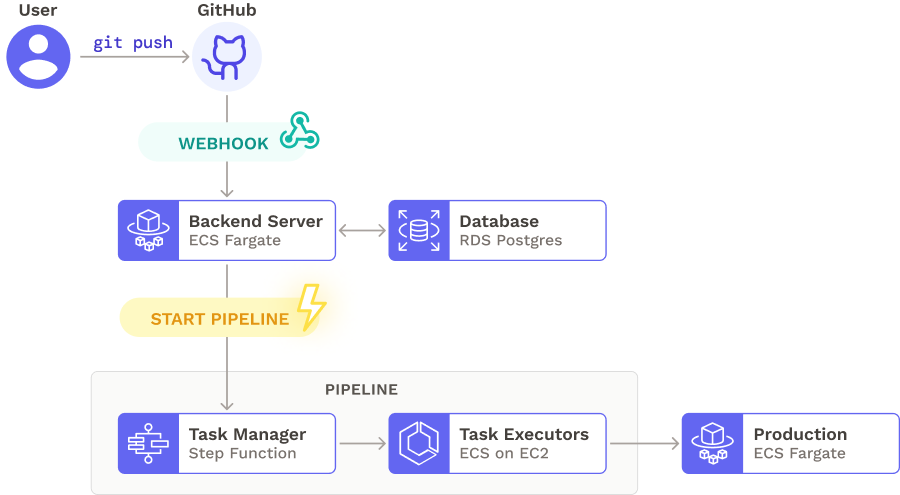 User
GitHub
git push
WEBHOOK
Backend Server
ECS Fargate
Database
RDS Postgres
START PIPELINE
PIPELINE
Task Manager
Step Function
Task Executors
ECS on EC2
Production
ECS Fargate